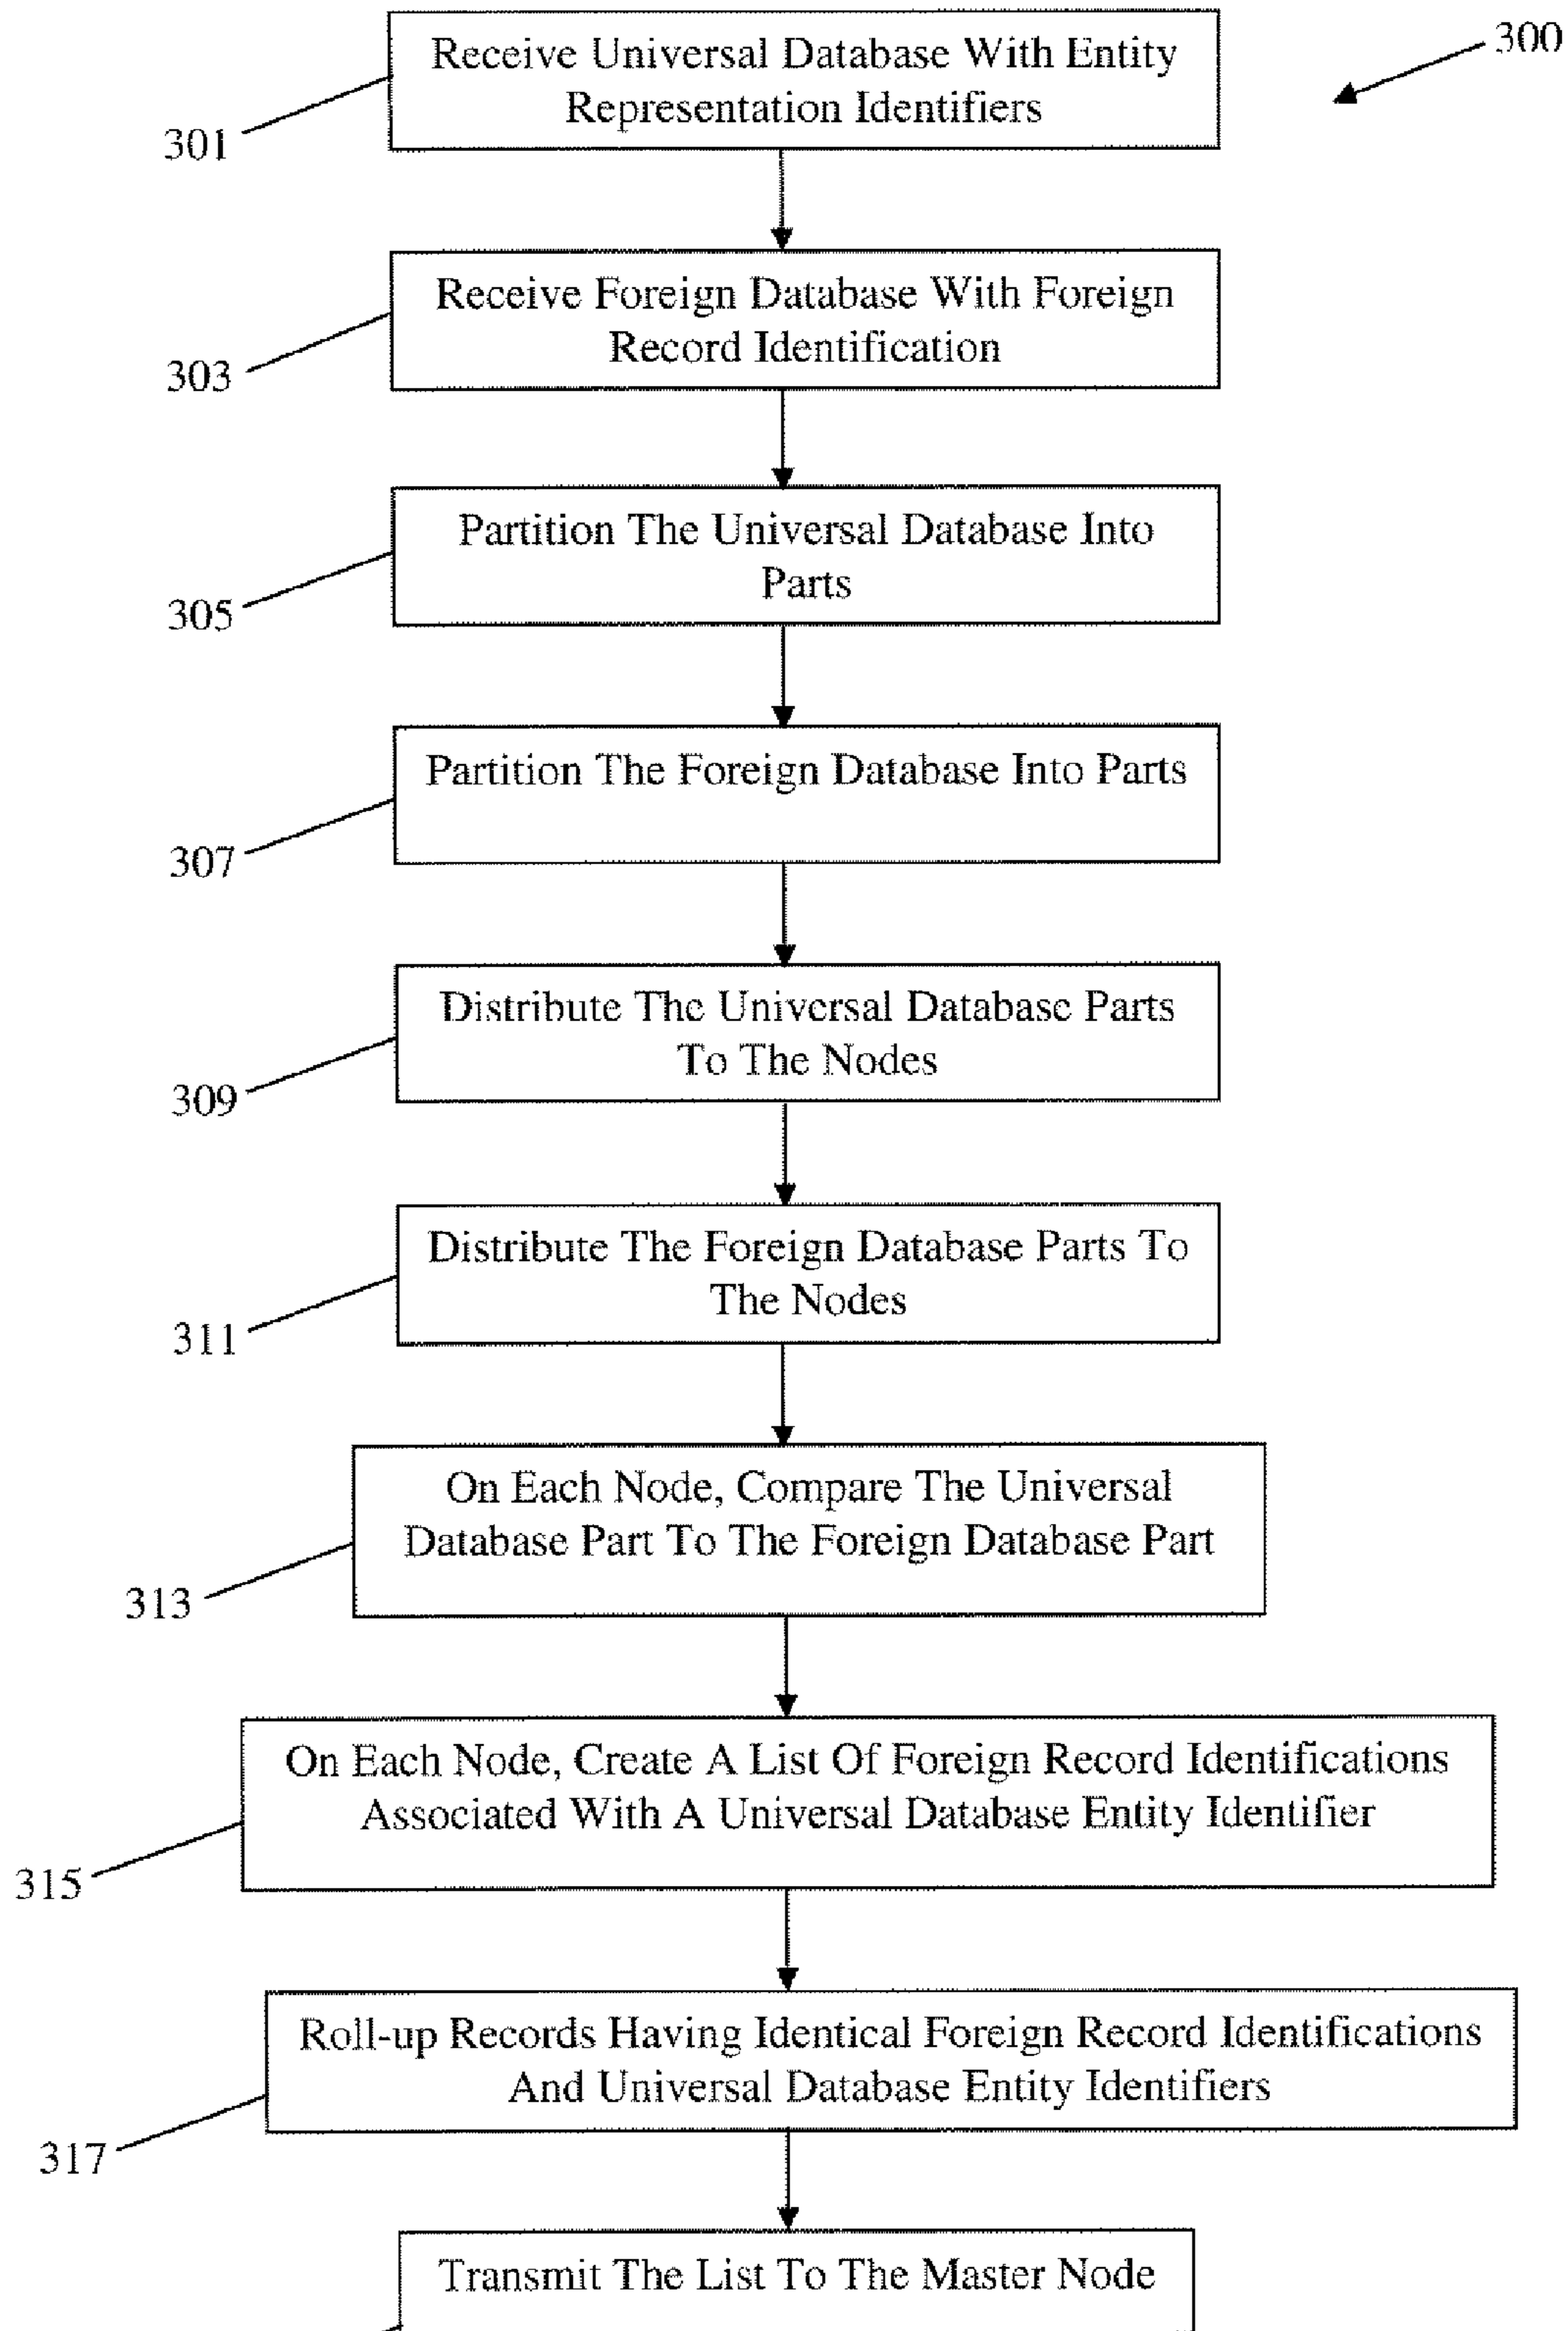 300
Receive Universal Database With Entity
Representation Identifiers
301
Receive Foreign Database With Foreign
Record Identification
303
Partition The Universal Database Into
Parts
305
Partition The Foreign Database Into Parts
307
Distribute The Universal Database Parts
To The Nodes
309
Distribute The Foreign Database Parts To
The Nodes
311
On Each Node, Compare The Universal
Database Part To The Foreign Database Part
313
On Each Node, Create A List Of Foreign Record Identifications
Associated With A Universal Database Entity Identifier
315
Roll-up Records Having Identical Foreign Record Identifications
And Universal Database Entity Identifiers
317
Transmit The List To The Master Node